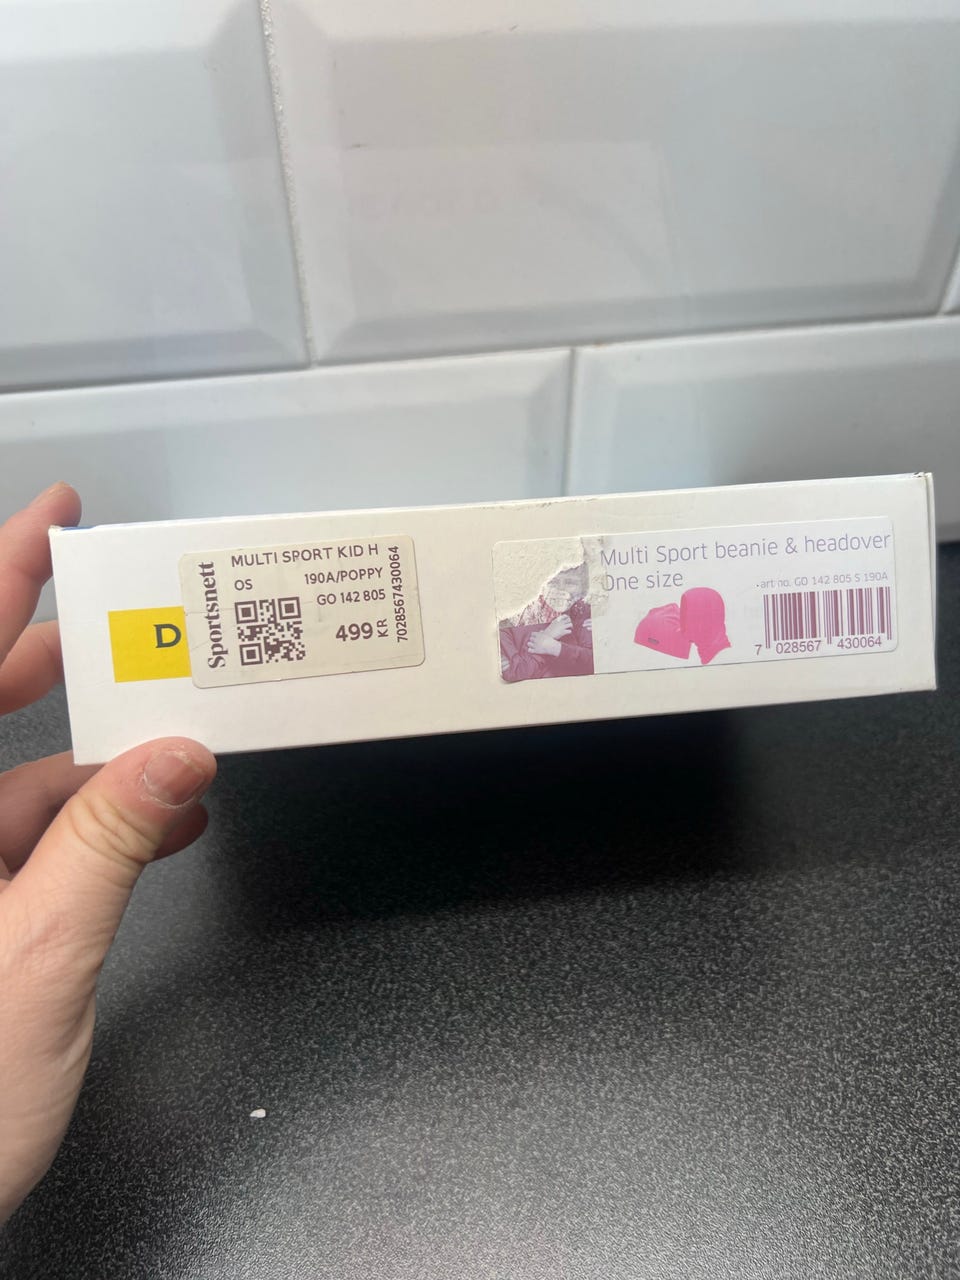 D
Sportsnett
MULTI SPORT KID H
OS
190A/POPPY
GO 142 805
499 KR
7028567430064
Multi Sport beanie & headover
One size
art no. GO 142 805 S 190A
7 028567 430064